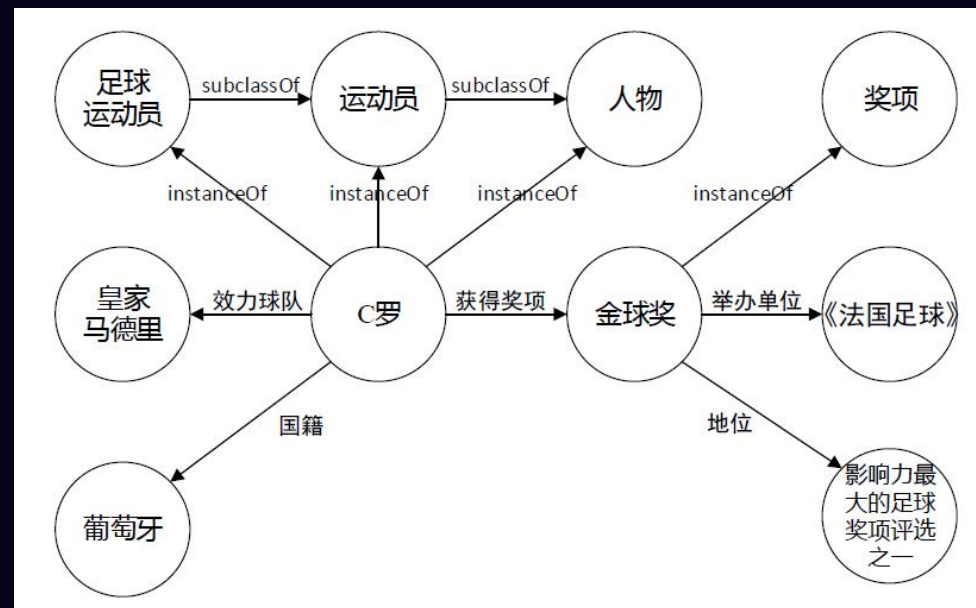 足球
运动员
subclassOf
运动员
subclassOf
人物
奖项
instanceOf
instanceOf
instanceOf
instanceOf
皇家
马德里
效力球队
C罗
获得奖项
金球奖
举办单位
《法国足球》
国籍
地位
葡萄牙
影响力最
大的足球
奖项评选
之一